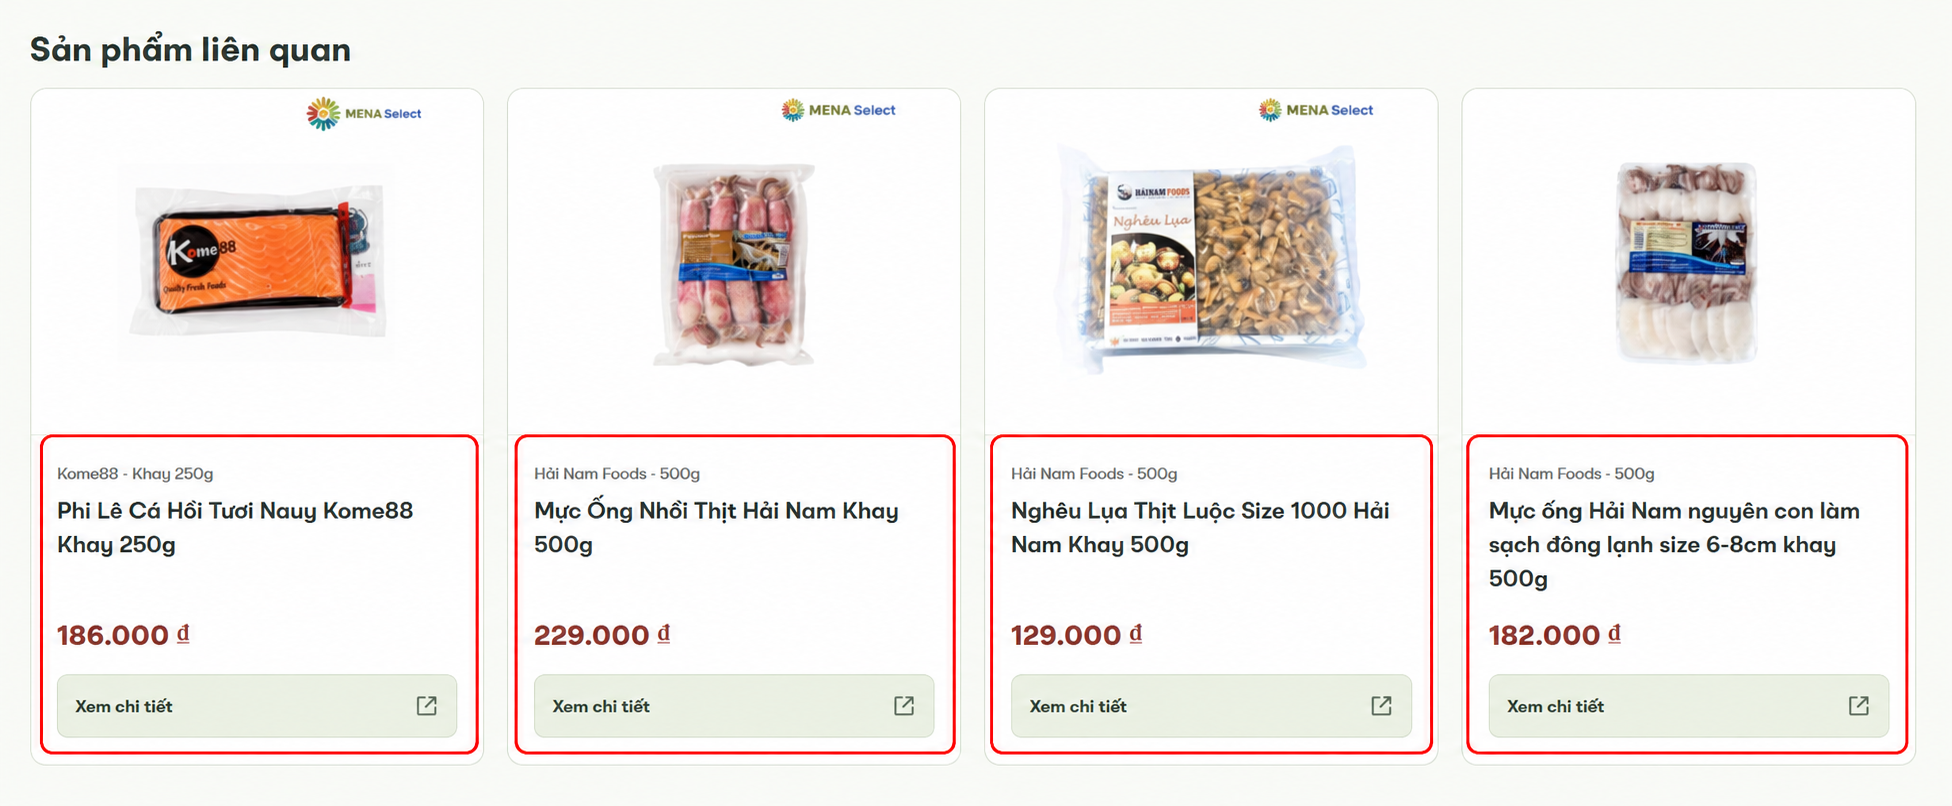 Sản phẩm liên quan
MENA Select
Kome88
Quality Fresh Foods
Kome88 - Khay 250g
Phi Lê Cá Hồi Tươi Nauy Kome88
Khay 250g
186.000 ₫
Xem chi tiết
MENA Select
Hải Nam Foods - 500g
Mực Ống Nhồi Thịt Hải Nam Khay
500g
229.000 ₫
Xem chi tiết
MENA Select
HẢI NAM FOODS
Nghêu Lụa
Hải Nam Foods - 500g
Nghêu Lụa Thịt Luộc Size 1000 Hải
Nam Khay 500g
129.000 ₫
Xem chi tiết
Hải Nam Foods - 500g
Mực ống Hải Nam nguyên con làm
sạch đông lạnh size 6-8cm khay
500g
182.000 ₫
Xem chi tiết